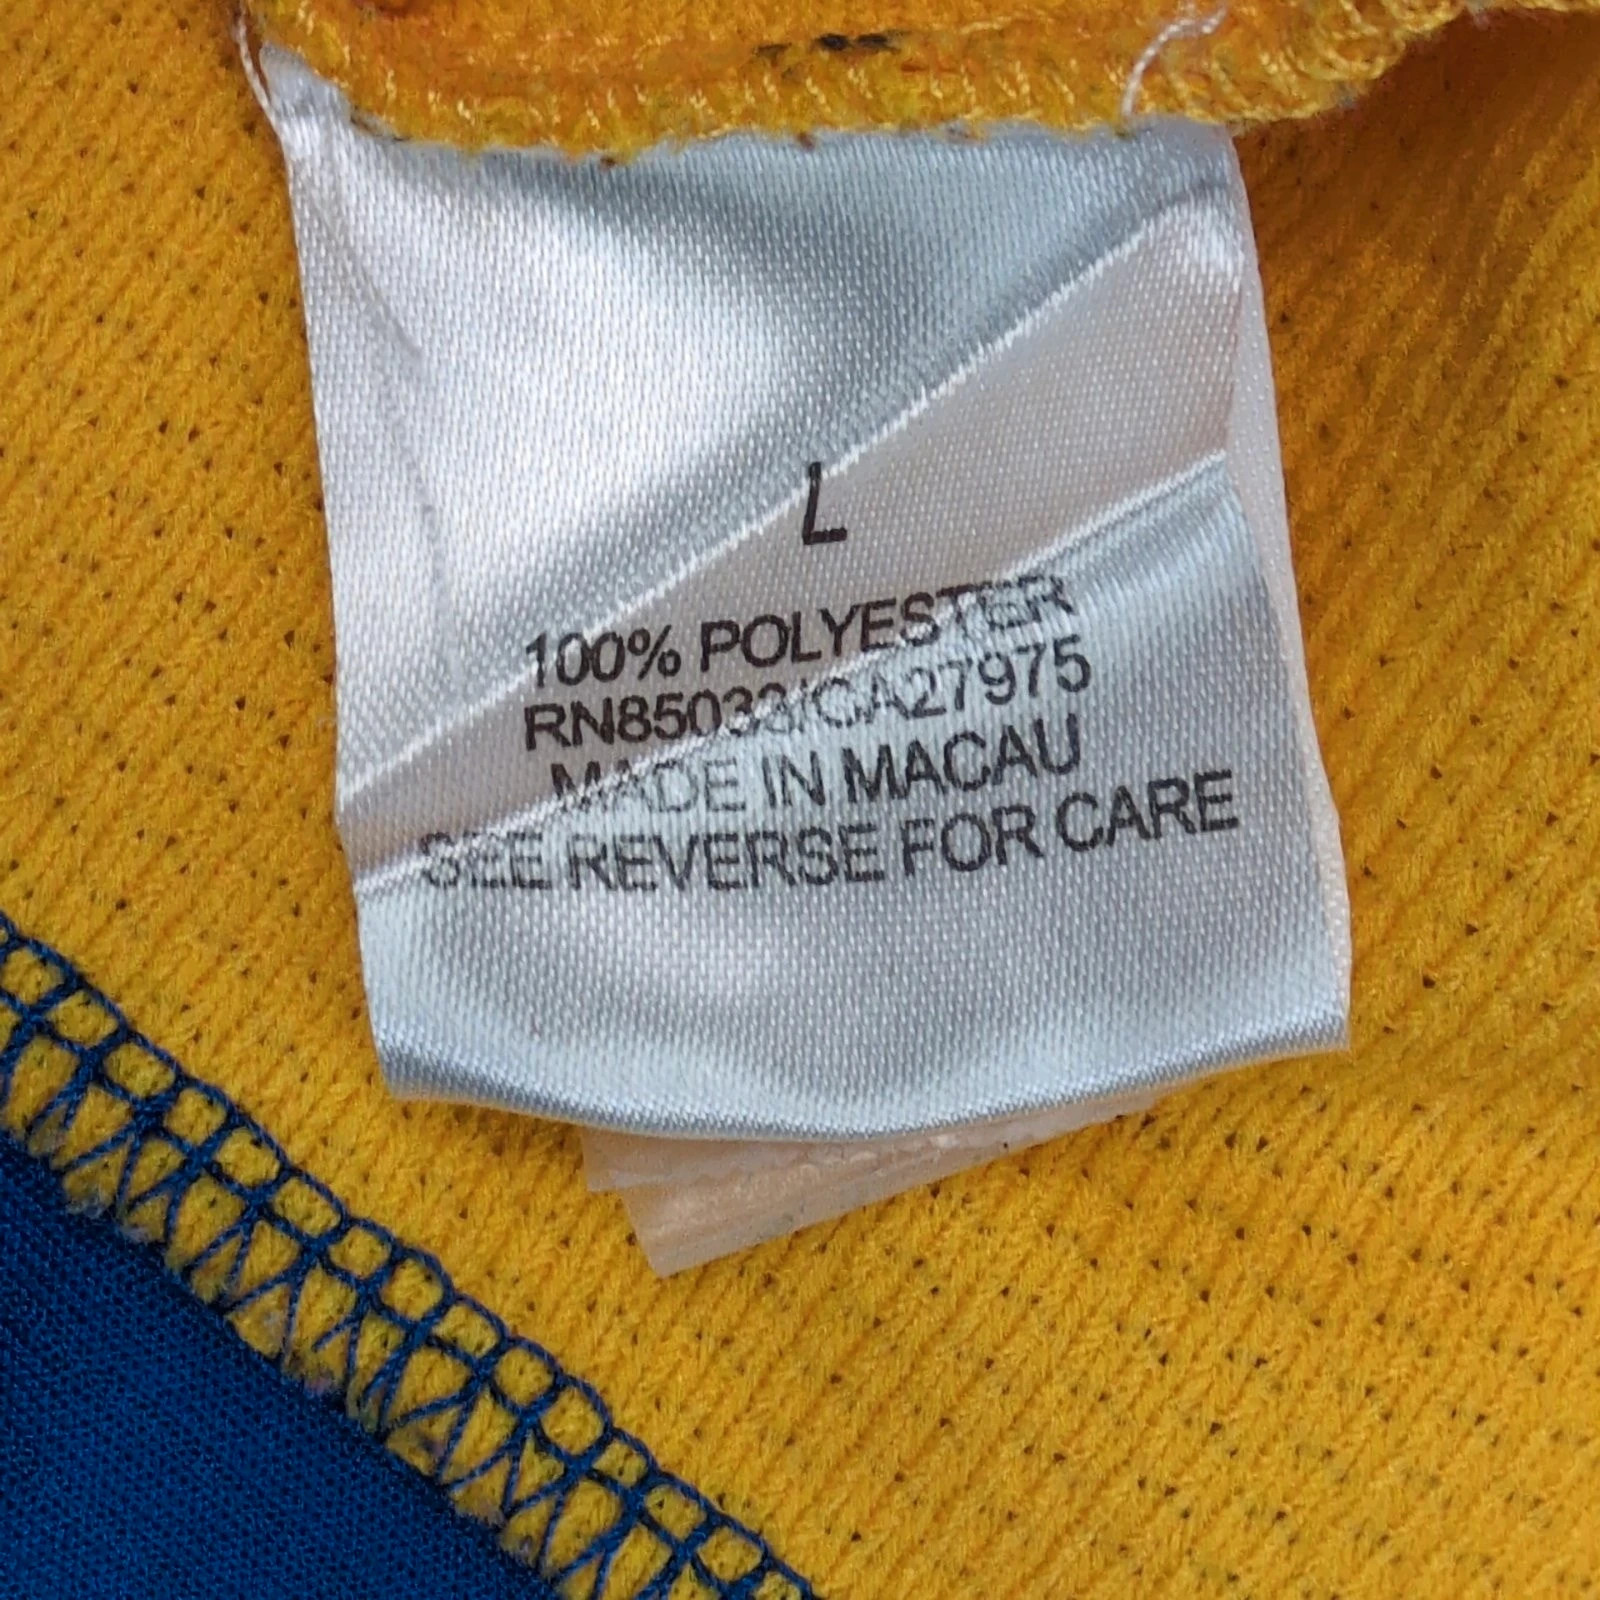 L
100% POLYESTER
RN85033/CA27975
MADE IN MACAU
SEE REVERSE FOR CARE